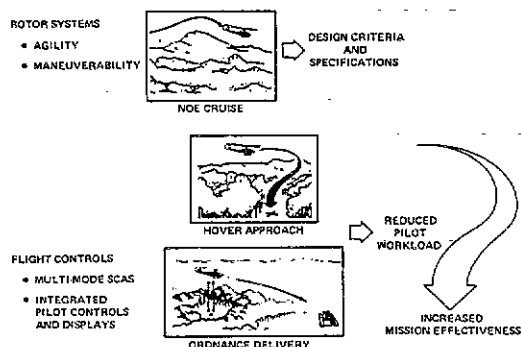 ROTOR SYSTEMS
• AGILITY
• MANEUVERABILITY
NOE CRUISE
DESIGN CRITERIA
AND
SPECIFICATIONS
HOVER APPROACH
REDUCED
PILOT
WORKLOAD
FLIGHT CONTROLS
• MULTI-MODE SCAS
• INTEGRATED
PILOT CONTROLS
AND DISPLAYS
ORDNANCE DELIVERY
INCREASED
MISSION EFFECTIVENESS